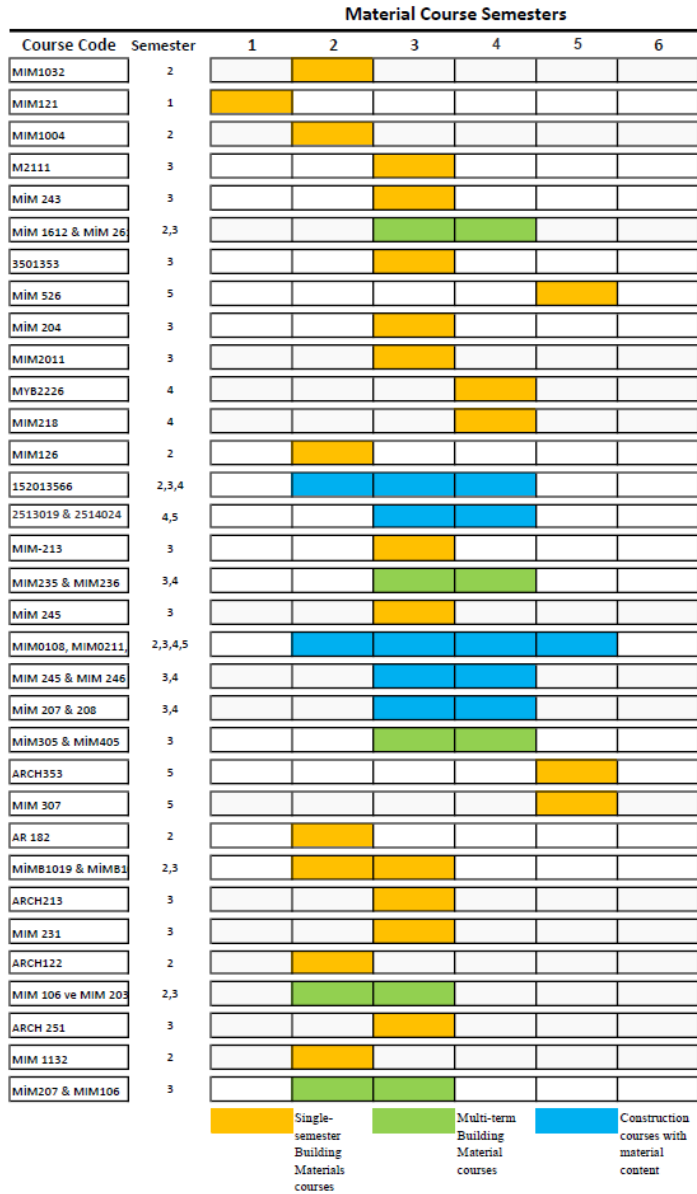 Material Course Semesters
Course Code Semester 1 2 3 4 5 6
MIM1032 2
MIM121 1
MIM1004 2
M2111 3
MİM 243 3
MİM 1612 & MİM 26 2,3
3501353 3
MİM 526 5
MİM 204 3
MIM2011 3
MYB2226 4
MIM218 4
MIM126 2
152013566 2,3,4
2513019 & 2514024 4,5
MIM-213 3
MIM235 & MIM236 3,4
MİM 245 3
MIM0108, MIM0211, 2,3,4,5
MIM 245 & MIM 246 3,4
MİM 207 & 208 3,4
MİM305 & MİM405 3
ARCH353 5
MIM 307 5
AR 182 2
MİMB1019 & MİMB1 2,3
ARCH213 3
MIM 231 3
ARCH122 2
MIM 106 ve MIM 203 2,3
ARCH 251 3
MIM 1132 2
MİM207 & MIM106 3
Single-
semester
Building
Materials
courses
Multi-term
Building
Material
courses
Construction
courses with
material
content